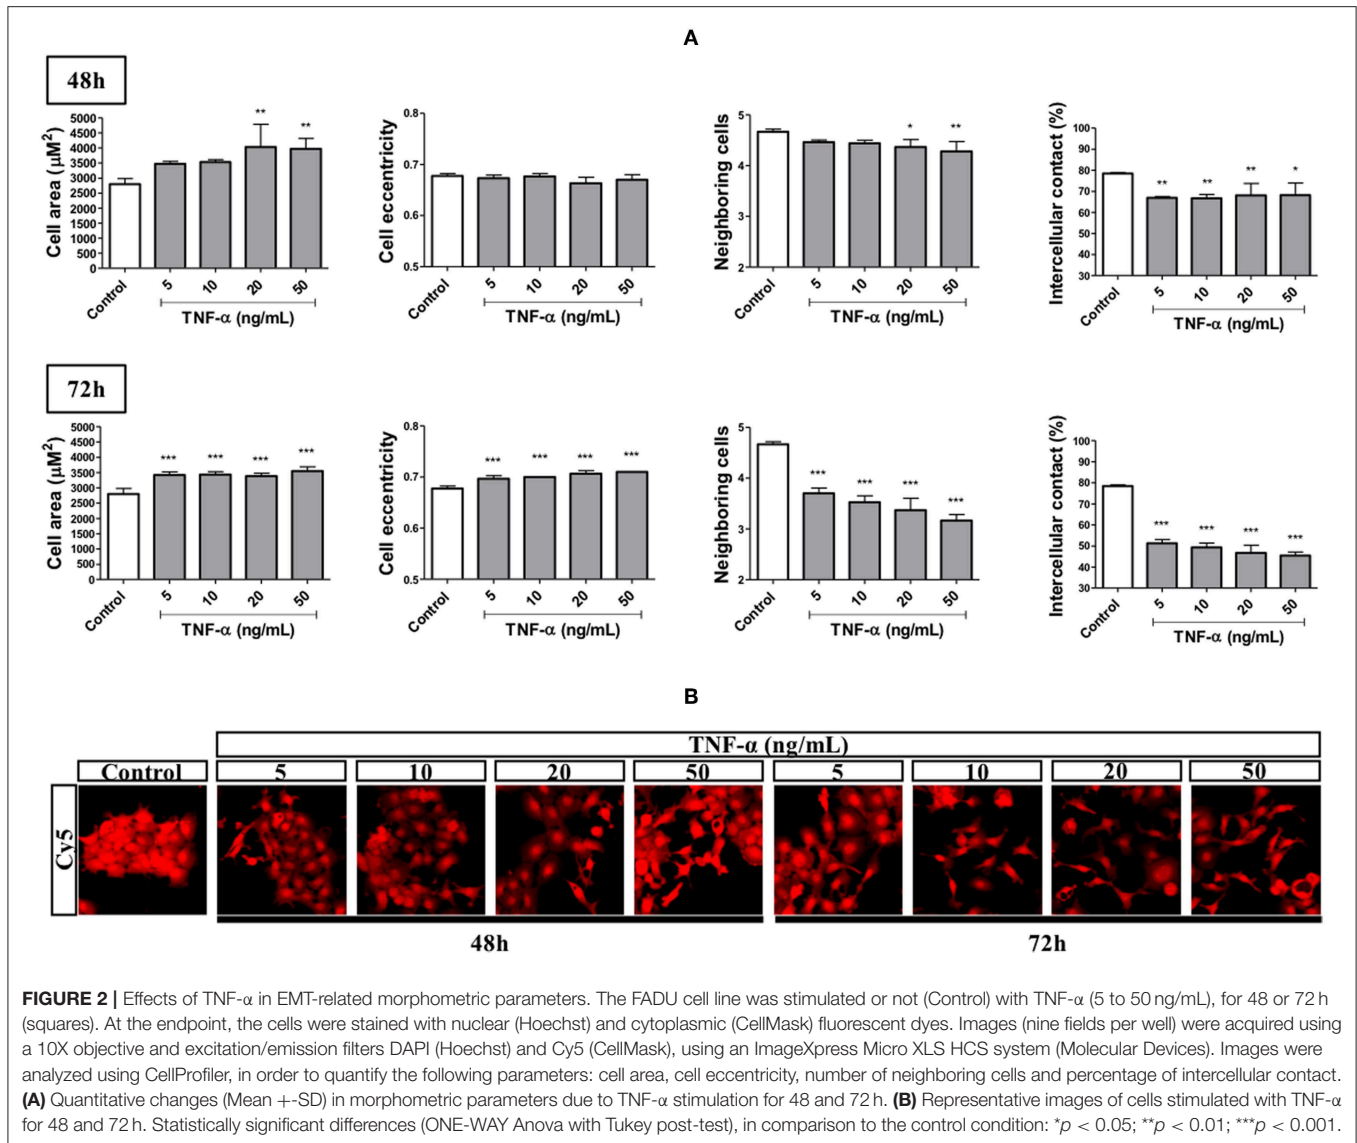 A
48h
Cell area (μM²)
5000
4500
4000
3500
3000
2500
2000
1500
1000
500
0
** **
Control 5 10 20 50
TNF-α (ng/mL)
Cell eccentricity
0.8
0.7
0.6
0.5
Control 5 10 20 50
TNF-α (ng/mL)
Neighboring cells
5
4
3
2
* **
Control 5 10 20 50
TNF-α (ng/mL)
Intercellular contact (%)
100
90
80
70
60
50
40
30
** ** ** *
Control 5 10 20 50
TNF-α (ng/mL)
72h
Cell area (μM²)
5000
4500
4000
3500
3000
2500
2000
1500
1000
500
0
*** *** *** ***
Control 5 10 20 50
TNF-α (ng/mL)
Cell eccentricity
0.8
0.7
0.6
0.5
*** *** *** ***
Control 5 10 20 50
TNF-α (ng/mL)
Neighboring cells
5
4
3
2
*** *** *** ***
Control 5 10 20 50
TNF-α (ng/mL)
Intercellular contact (%)
100
90
80
70
60
50
40
30
*** *** *** ***
Control 5 10 20 50
TNF-α (ng/mL)
B
TNF-α (ng/mL)
Control 5 10 20 50 5 10 20 50
Cy5
48h 72h
FIGURE 2 | Effects of TNF-α in EMT-related morphometric parameters. The FADU cell line was stimulated or not (Control) with TNF-α (5 to 50 ng/mL), for 48 or 72 h
(squares). At the endpoint, the cells were stained with nuclear (Hoechst) and cytoplasmic (CellMask) fluorescent dyes. Images (nine fields per well) were acquired using
a 10X objective and excitation/emission filters DAPI (Hoechst) and Cy5 (CellMask), using an ImageXpress Micro XLS HCS system (Molecular Devices). Images were
analyzed using CellProfiler, in order to quantify the following parameters: cell area, cell eccentricity, number of neighboring cells and percentage of intercellular contact.
(A) Quantitative changes (Mean +-SD) in morphometric parameters due to TNF-α stimulation for 48 and 72 h. (B) Representative images of cells stimulated with TNF-α
for 48 and 72 h. Statistically significant differences (ONE-WAY Anova with Tukey post-test), in comparison to the control condition: *p < 0.05; **p < 0.01; ***p < 0.001.